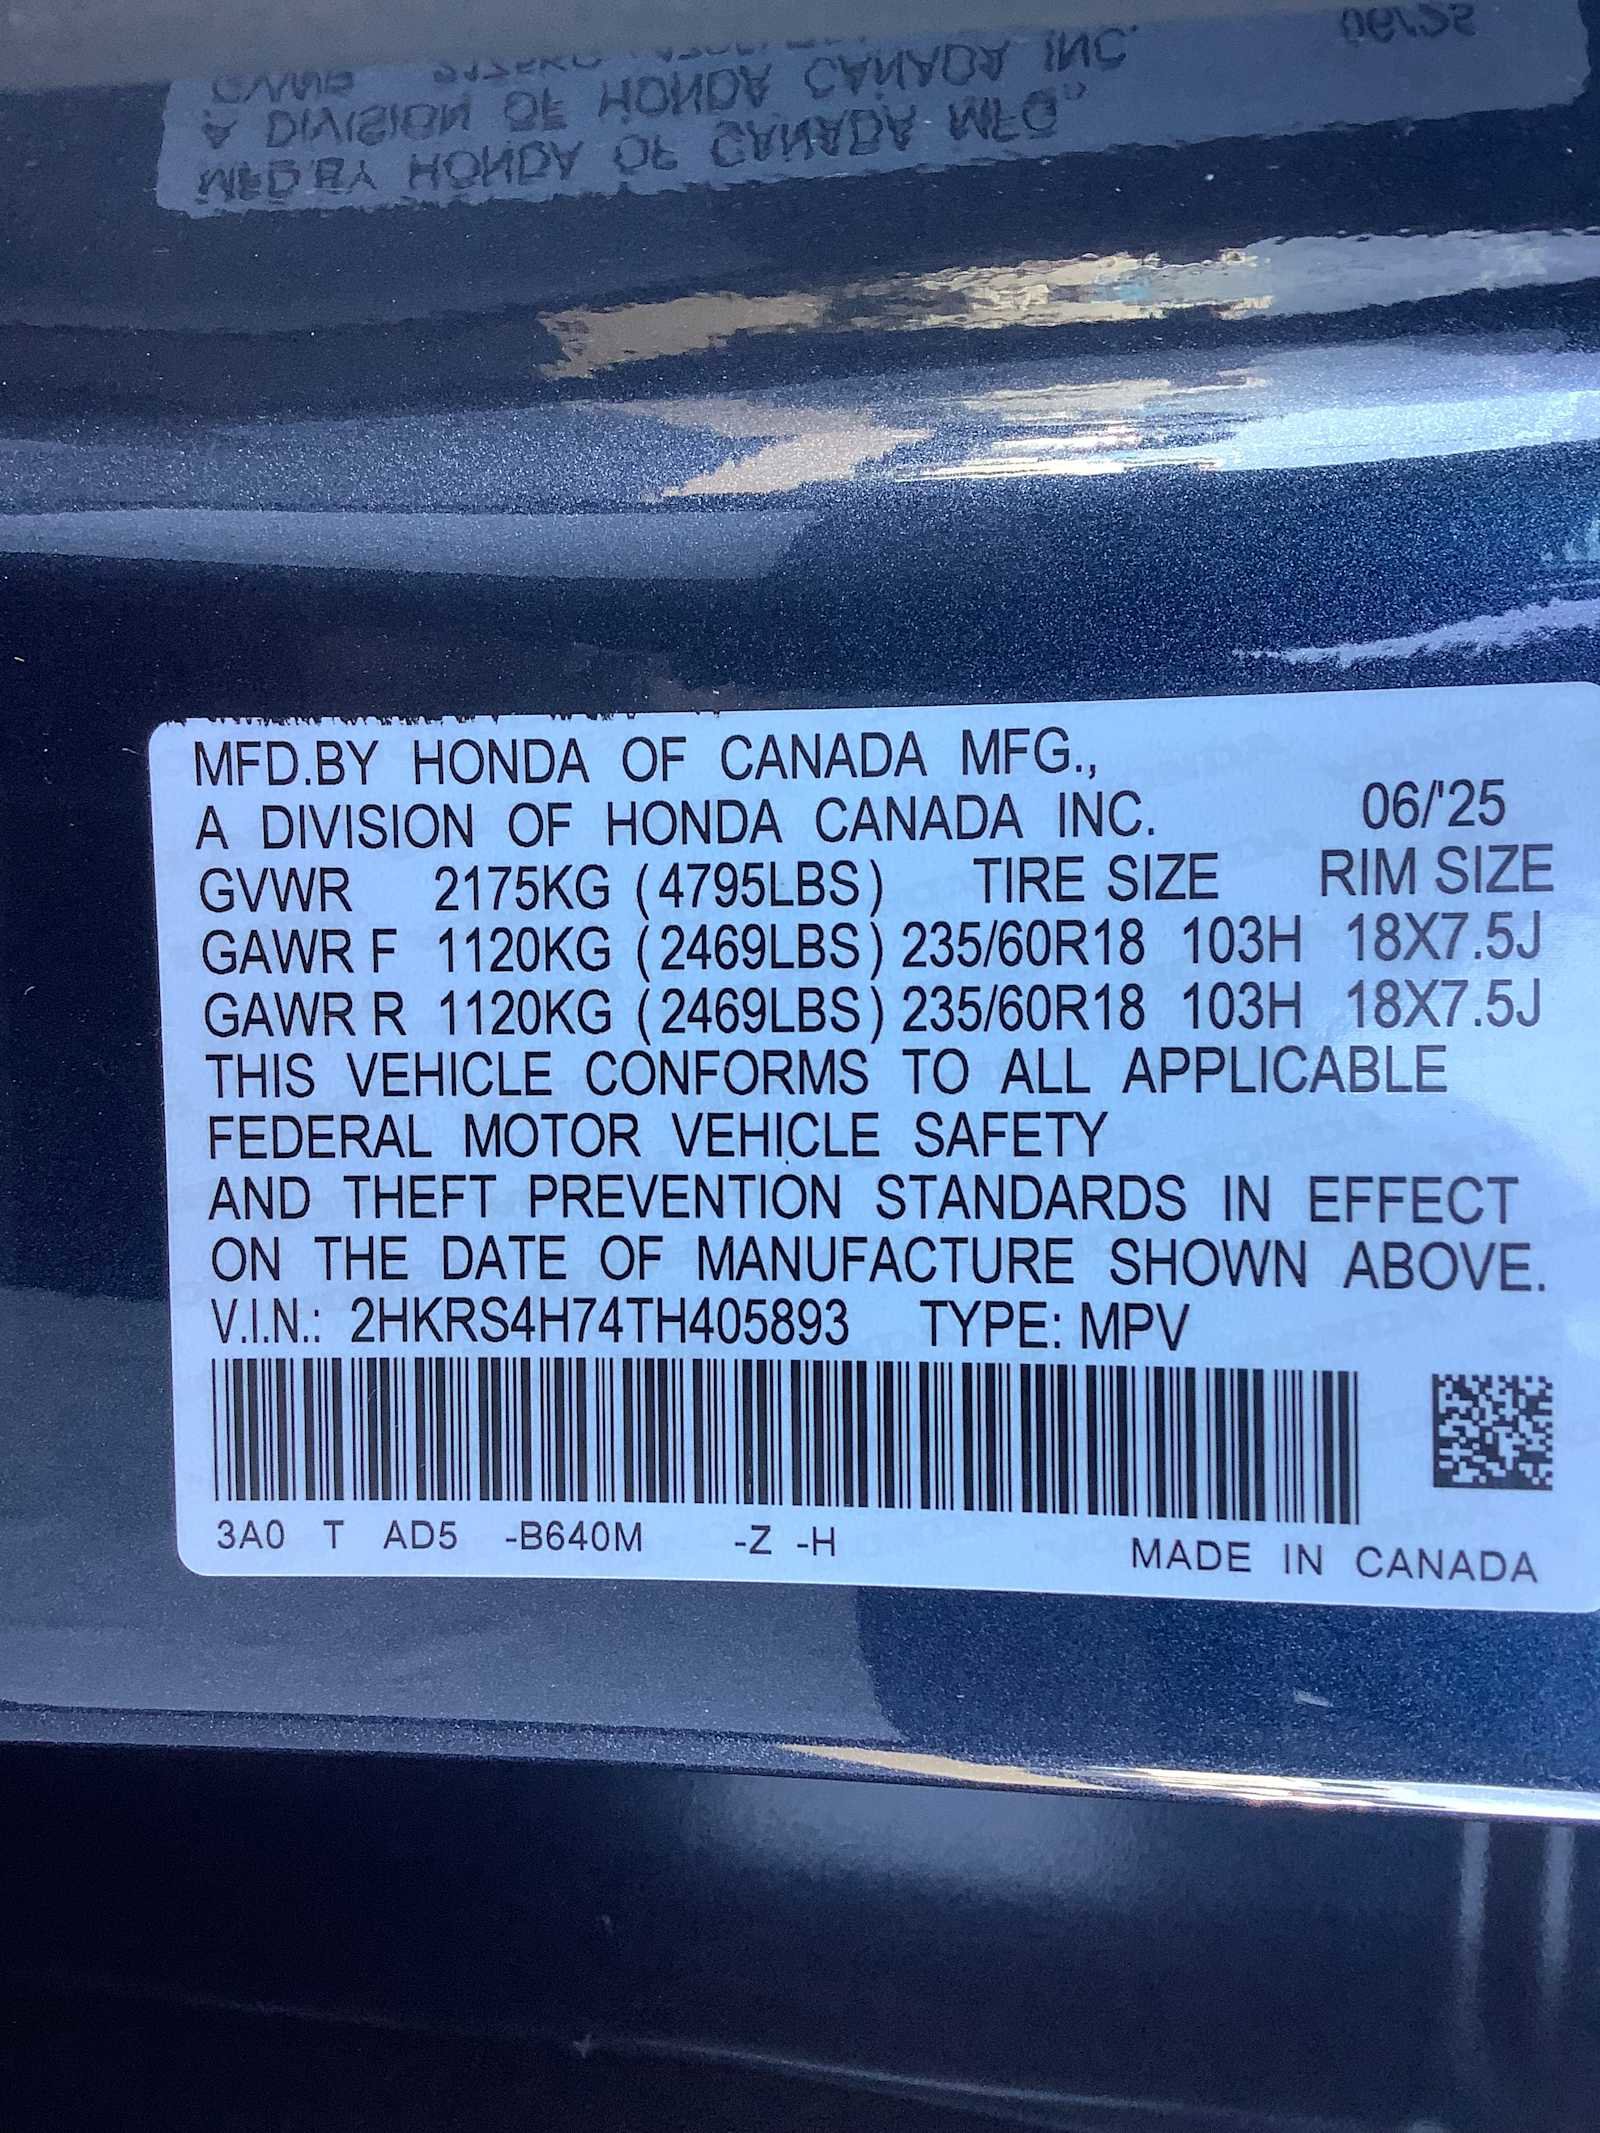 MFD.BY HONDA OF CANADA MFG.,
A DIVISION OF HONDA CANADA INC. 06/'25
GVWR 2175KG (4795LBS) TIRE SIZE RIM SIZE
GAWR F 1120KG (2469LBS) 235/60R18 103H 18X7.5J
GAWR R 1120KG (2469LBS) 235/60R18 103H 18X7.5J
THIS VEHICLE CONFORMS TO ALL APPLICABLE
FEDERAL MOTOR VEHICLE SAFETY
AND THEFT PREVENTION STANDARDS IN EFFECT
ON THE DATE OF MANUFACTURE SHOWN ABOVE.
V.I.N.: 2HKRS4H74TH405893 TYPE: MPV
3A0 T AD5 -B640M -Z -H MADE IN CANADA